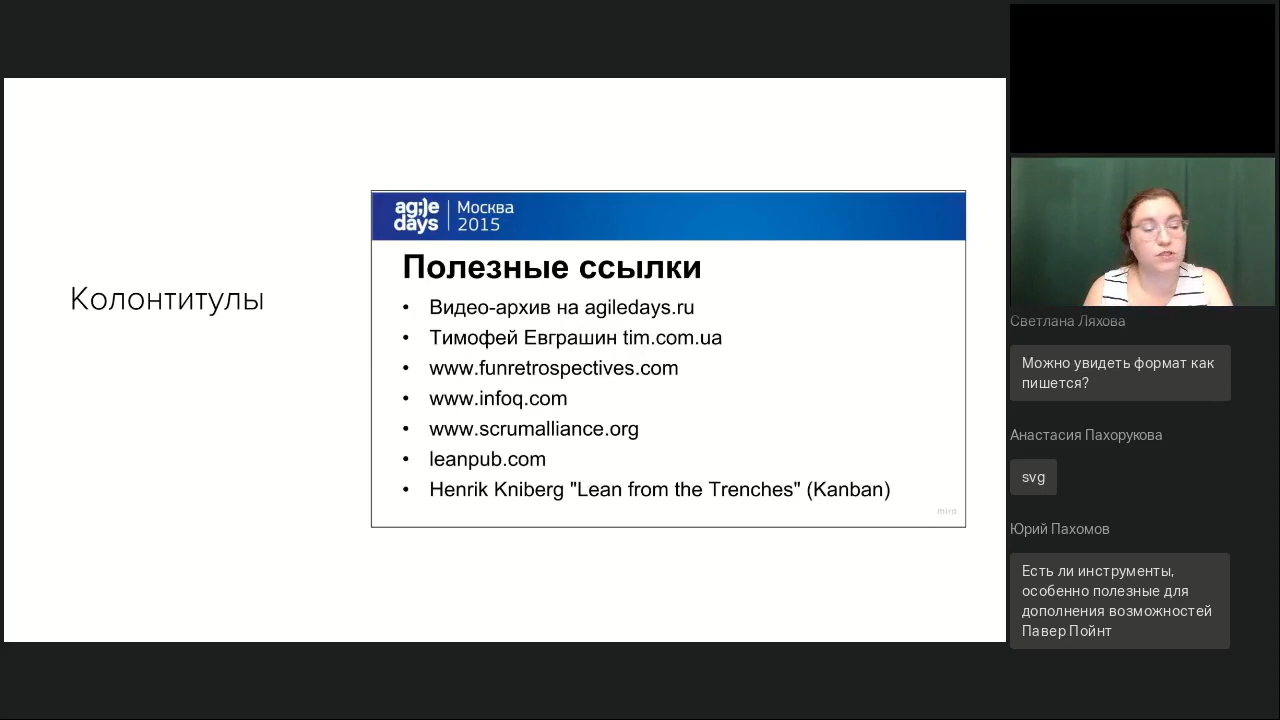 Колонтитулы
agile
days
Москва
2015
Полезные ссылки
• Видео-архив на agiledays.ru
• Тимофей Евграшин tim.com.ua
• www.funretrospectives.com
• www.infoq.com
• www.scrumalliance.org
• leanpub.com
• Henrik Kniberg "Lean from the Trenches" (Kanban)
miro
Светлана Ляхова
Можно увидеть формат как
пишется?
Анастасия Пахорукова
svg
Юрий Пахомов
Есть ли инструменты,
особенно полезные для
дополнения возможностей
Павер Пойнт